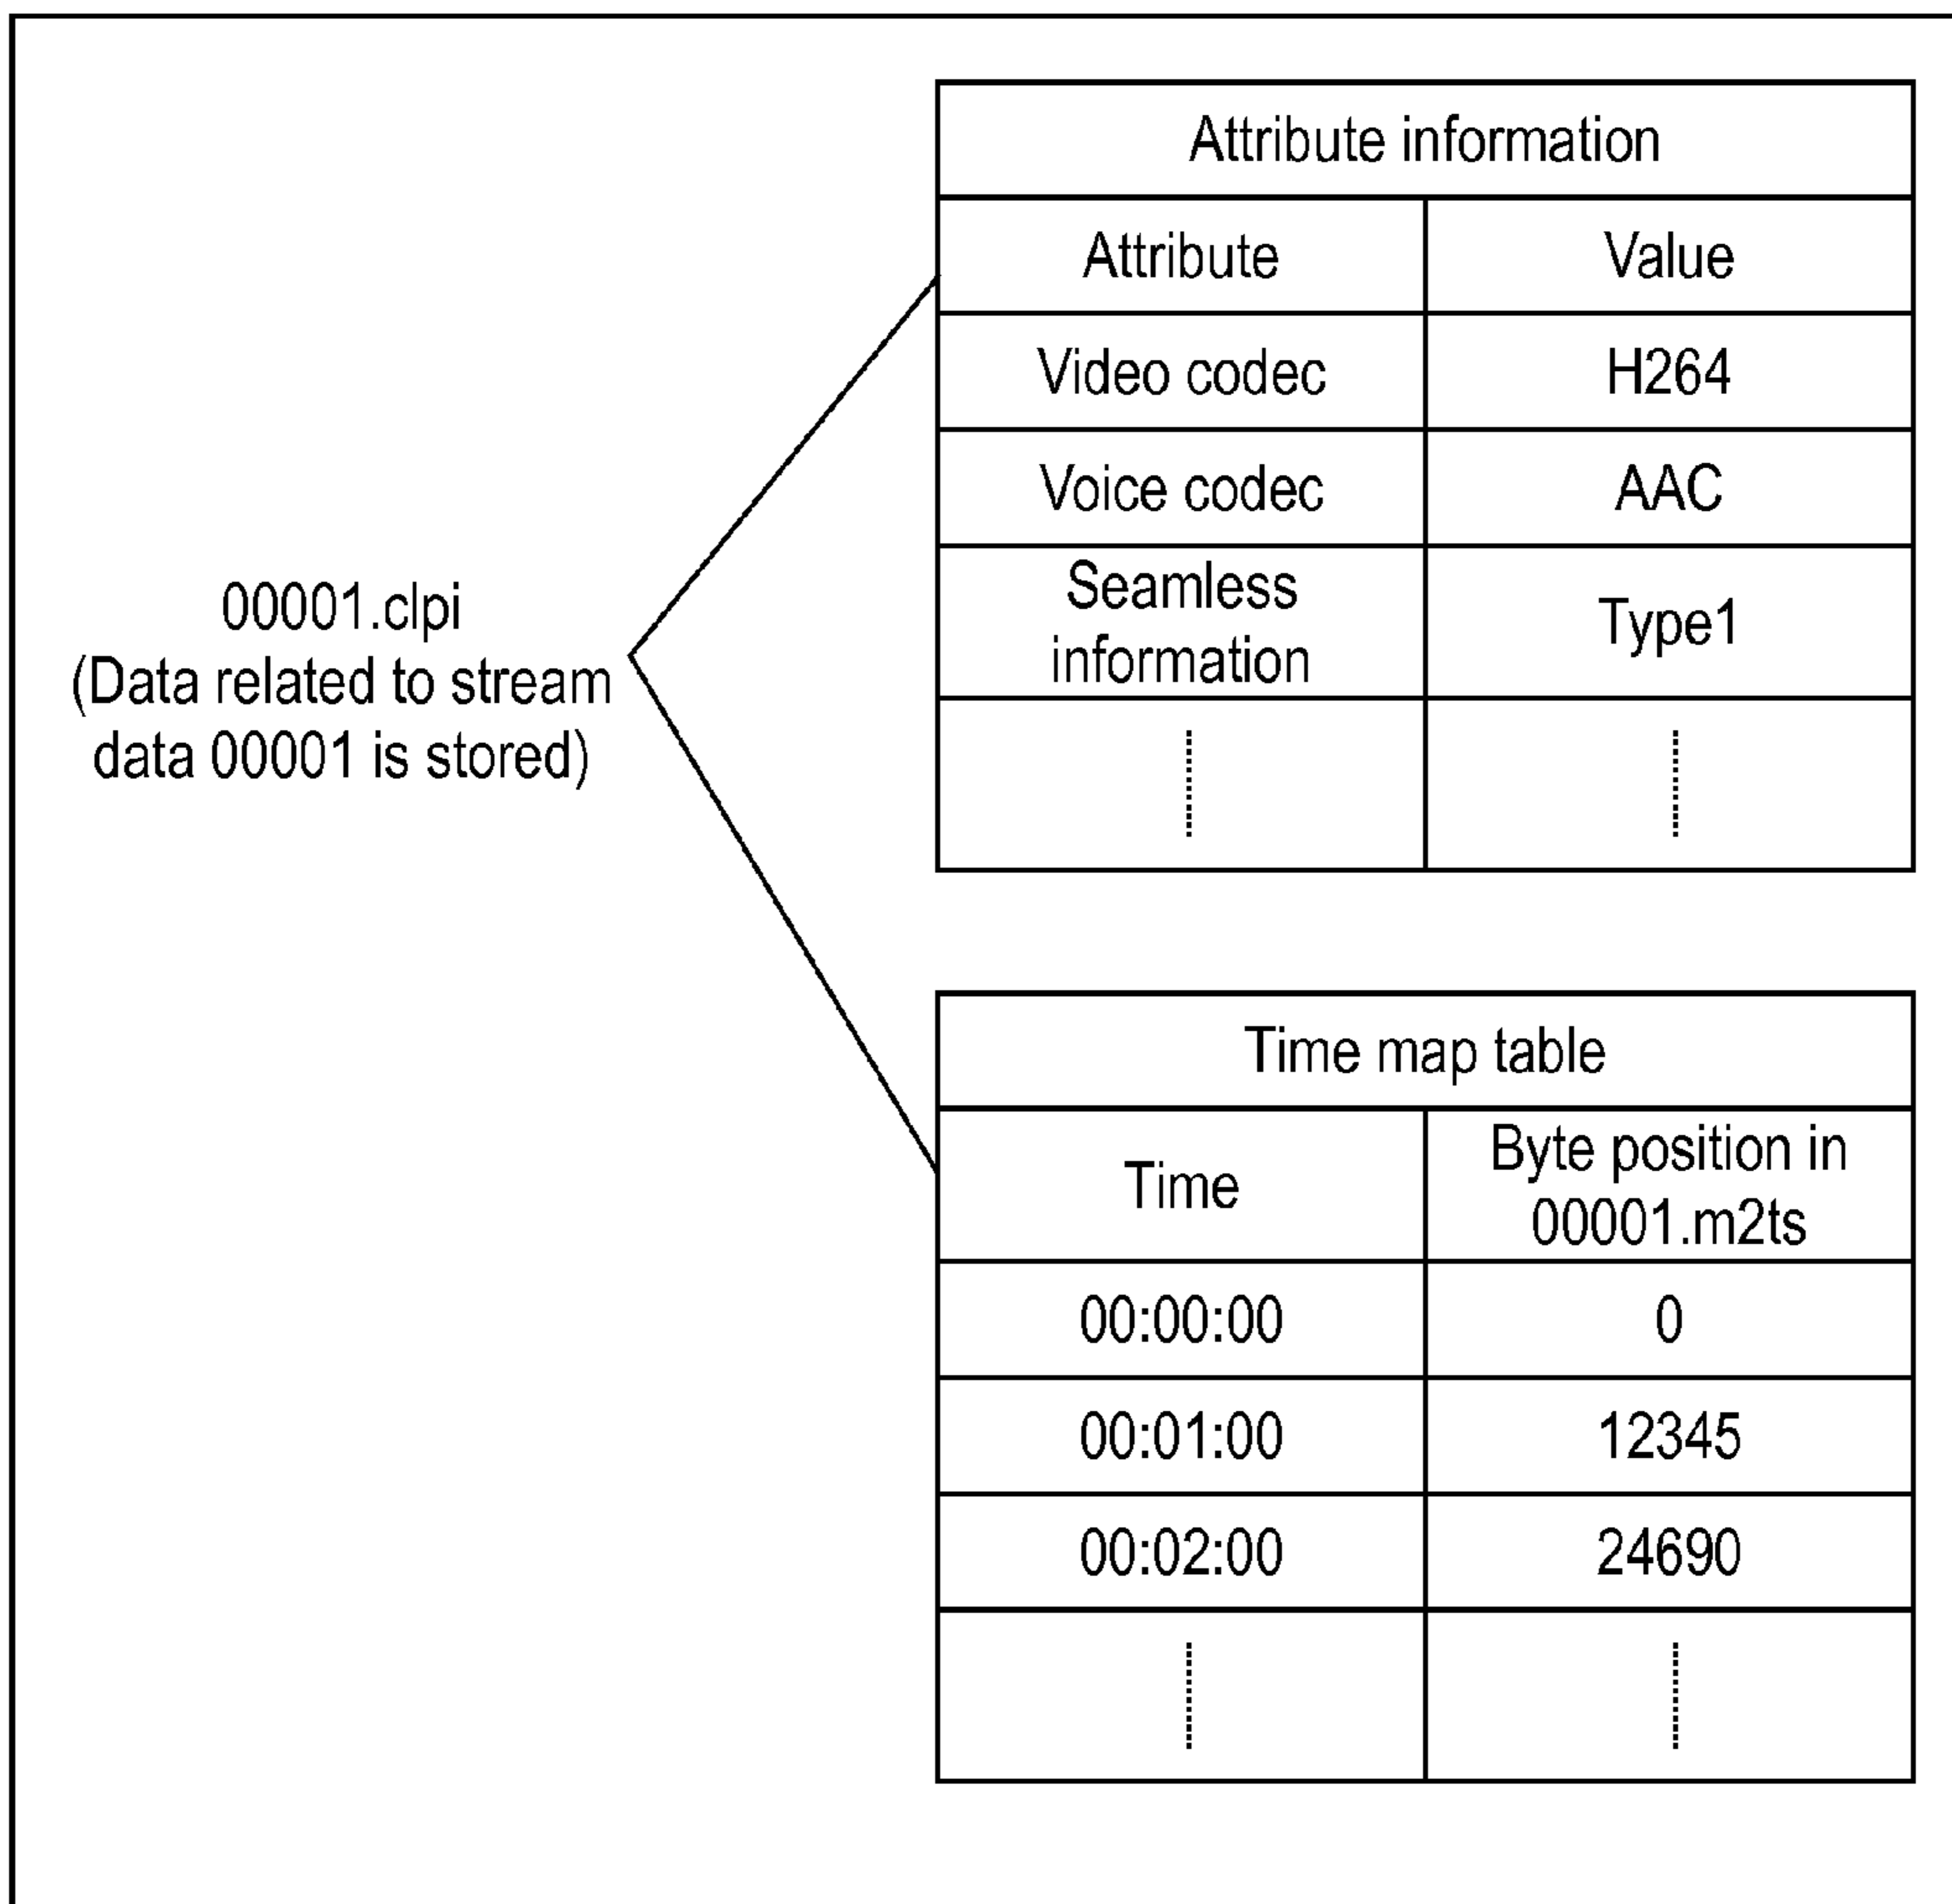 00001.clpi
(Data related to stream
data 00001 is stored)
Attribute information
Attribute Value
Video codec H264
Voice codec AAC
Seamless
information Type1
Time map table
Time Byte position in
00001.m2ts
00:00:00 0
00:01:00 12345
00:02:00 24690